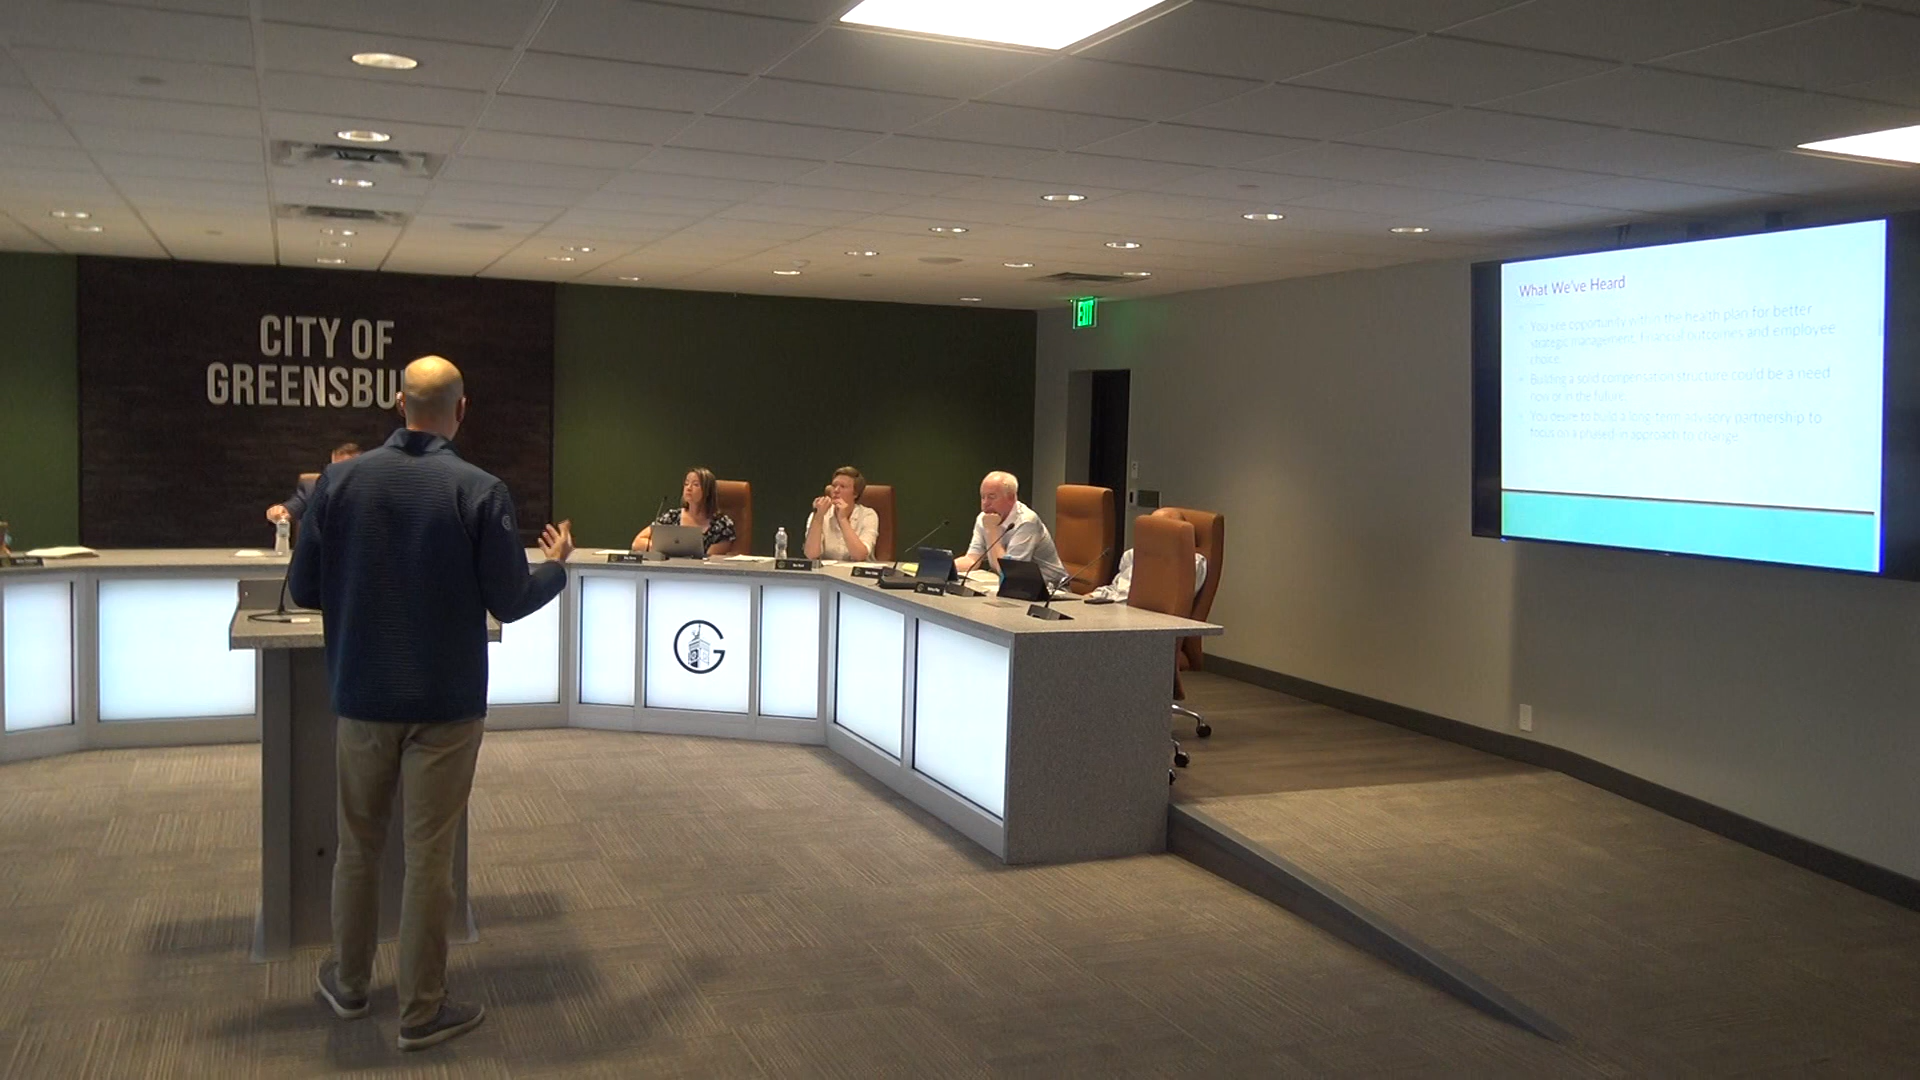 CITY OF
GREENSBU
EXIT
What We've Heard
You see opportunity within the health plan for better
strategic management, financial outcomes and employee
choice
Building a solid compensation structure could be a need
now or in the future
You desire to build a long-term advisory partnership to
focus on a phased in approach to change
G